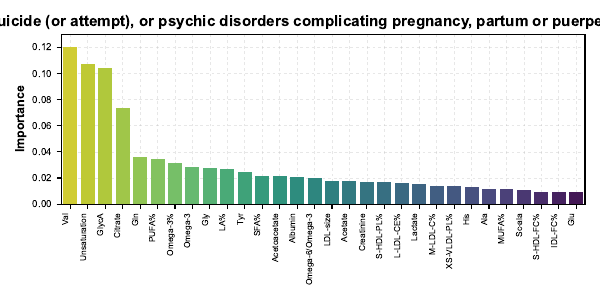 uicide (or attempt), or psychic disorders complicating pregnancy, partum or puerpe
Importance
0.12
0.10
0.08
0.06
0.04
0.02
0.00
Val
Unsaturation
GlycA
Citrate
Gln
PUFA%
Omega-3%
Omega-3
Gly
LA%
Tyr
SFA%
Acetoacetate
Albumin
Omega-6/Omega-3
LDL-size
Acetate
Creatinine
S-HDL-PL%
L-LDL-CE%
Lactate
M-LDL-C%
XS-VLDL-PL%
His
Ala
MUFA%
S-HDL-FC%
IDL-FC%
Glu